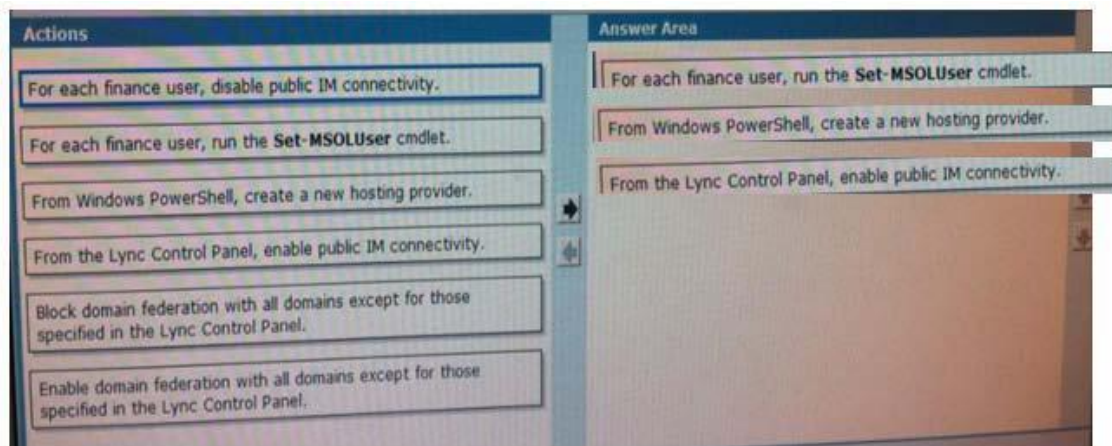 Actions
For each finance user, disable public IM connectivity.
For each finance user, run the Set-MSOLUser cmdlet.
From Windows PowerShell, create a new hosting provider.
From the Lync Control Panel, enable public IM connectivity.
Block domain federation with all domains except for those
specified in the Lync Control Panel.
Enable domain federation with all domains except for those
specified in the Lync Control Panel.
Answer Area
For each finance user, run the Set-MSOLUser cmdlet.
From Windows PowerShell, create a new hosting provider.
From the Lync Control Panel, enable public IM connectivity.